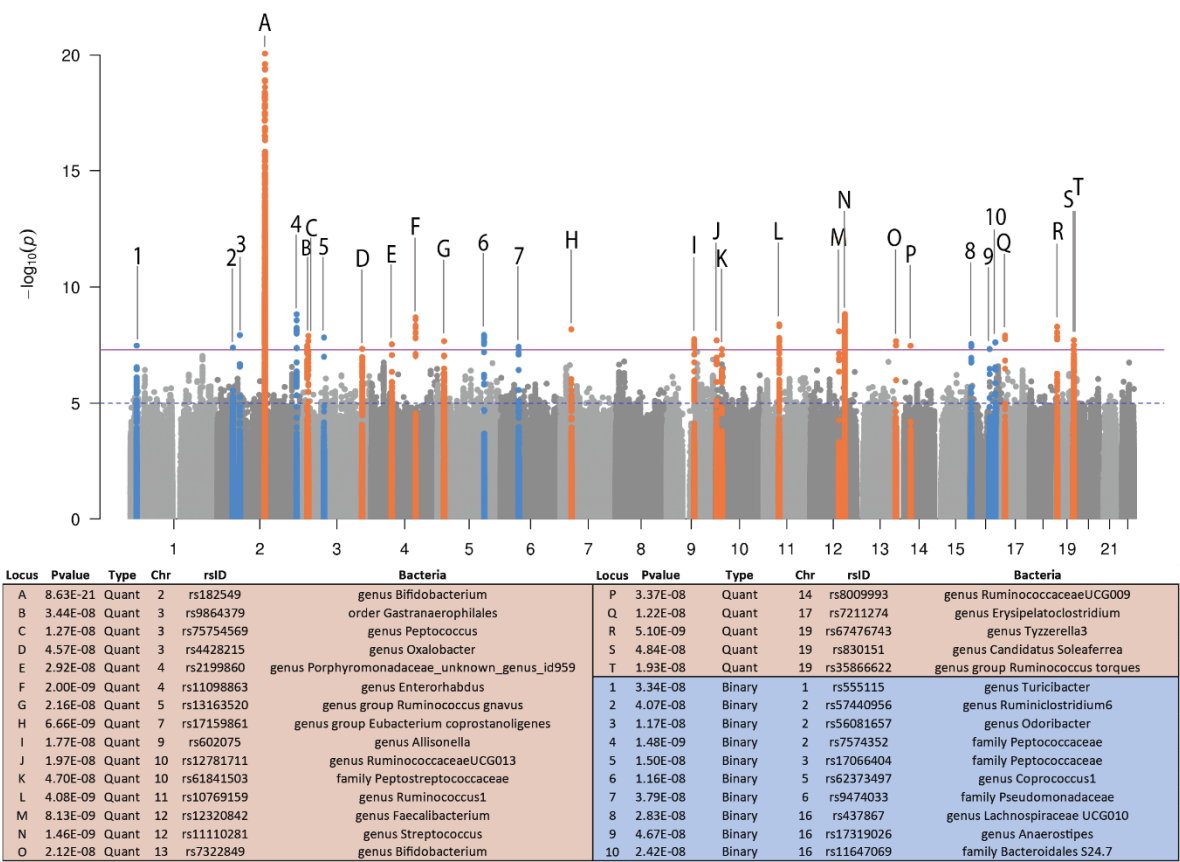 A
20
15
10
5
0
−log10(p)
1
2
3
4
B
C
5
D
E
F
G
6
7
H
I
J
K
L
M
N
O
P
8
9
10
Q
R
S
T
1 2 3 4 5 6 7 8 9 10 11 12 13 14 15 17 19 21
Locus Pvalue Type Chr rsID Bacteria
A 8.63E-21 Quant 2 rs182549 genus Bifidobacterium
B 3.44E-08 Quant 3 rs9864379 order Gastranaerophilales
C 1.27E-08 Quant 3 rs75754569 genus Peptococcus
D 4.57E-08 Quant 3 rs4428215 genus Oxalobacter
E 2.92E-08 Quant 4 rs2199860 genus Porphyromonadaceae_unknown_genus_id959
F 2.00E-09 Quant 4 rs11098863 genus Enterorhabdus
G 2.16E-08 Quant 5 rs13163520 genus group Ruminococcus gnavus
H 6.66E-09 Quant 7 rs17159861 genus group Eubacterium coprostanoligenes
I 1.77E-08 Quant 9 rs602075 genus Allisonella
J 1.97E-08 Quant 10 rs12781711 genus RuminococcaceaeUCG013
K 4.70E-08 Quant 10 rs61841503 family Peptostreptococcaceae
L 4.08E-09 Quant 11 rs10769159 genus Ruminococcus1
M 8.13E-09 Quant 12 rs12320842 genus Faecalibacterium
N 1.46E-09 Quant 12 rs11110281 genus Streptococcus
O 2.12E-08 Quant 13 rs7322849 genus Bifidobacterium
Locus Pvalue Type Chr rsID Bacteria
P 3.37E-08 Quant 14 rs8009993 genus RuminococcaceaeUCG009
Q 1.22E-08 Quant 17 rs7211274 genus Erysipelatoclostridium
R 5.10E-09 Quant 19 rs67476743 genus Tyzzerella3
S 4.84E-08 Quant 19 rs830151 genus Candidatus Soleaferrea
T 1.93E-08 Quant 19 rs35866622 genus group Ruminococcus torques
1 3.34E-08 Binary 1 rs555115 genus Turicibacter
2 4.07E-08 Binary 2 rs57440956 genus Ruminiclostridium6
3 1.17E-08 Binary 2 rs56081657 genus Odoribacter
4 1.48E-09 Binary 2 rs7574352 family Peptococcaceae
5 1.50E-08 Binary 3 rs17066404 family Peptococcaceae
6 1.16E-08 Binary 5 rs62373497 genus Coprococcus1
7 3.79E-08 Binary 6 rs9474033 family Pseudomonadaceae
8 2.83E-08 Binary 16 rs437867 genus Lachnospiraceae UCG010
9 4.67E-08 Binary 16 rs17319026 genus Anaerostipes
10 2.42E-08 Binary 16 rs11647069 family Bacteroidales S24.7